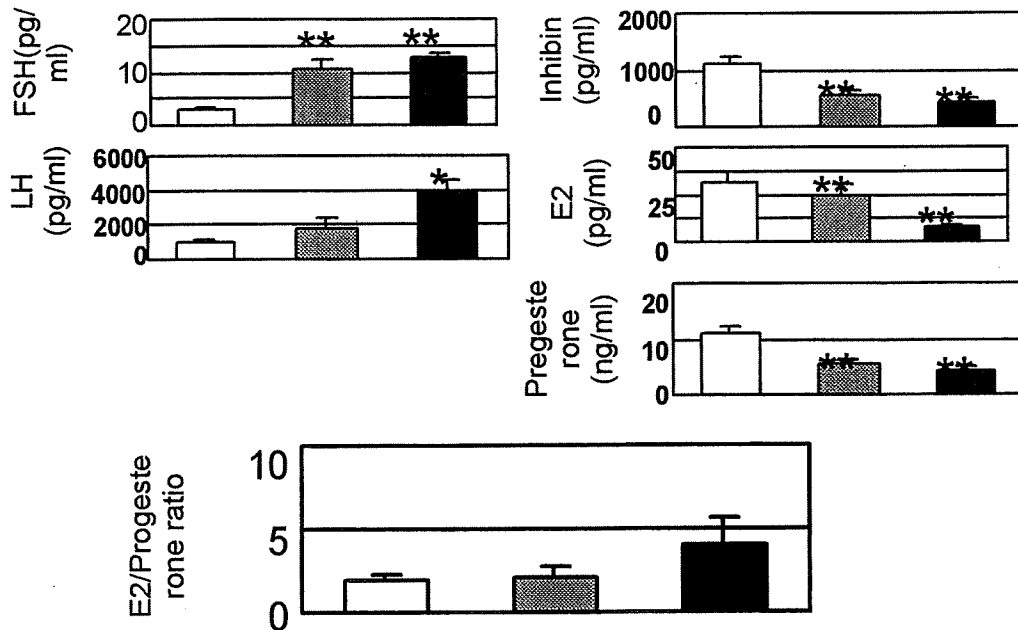 FSH(pg/
ml)
20
10
0
**
**
LH
(pg/ml)
6000
4000
2000
0
*
Inhibin
(pg/ml)
2000
1000
0
**
**
E2
(pg/ml)
50
25
0
**
**
Pregeste
rone
(ng/ml)
20
10
0
**
**
E2/Progeste
rone ratio
10
5
0